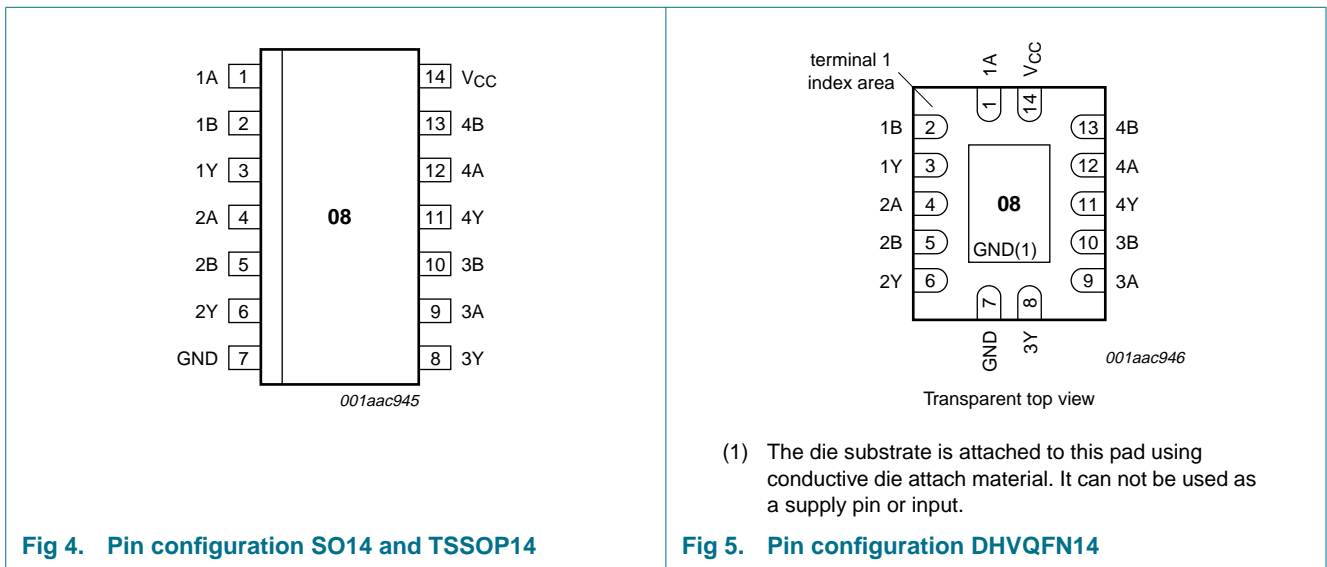 1A 1 14 VCC
1B 2 13 4B
1Y 3 12 4A
2A 4 08 11 4Y
2B 5 10 3B
2Y 6 9 3A
GND 7 8 3Y
001aac945
Fig 4. Pin configuration SO14 and TSSOP14
terminal 1
index area
1A VCC
1 14
1B 2 13 4B
1Y 3 12 4A
2A 4 08 11 4Y
2B 5 GND(1) 10 3B
2Y 6 9 3A
7 8
GND 3Y
001aac946
Transparent top view
(1) The die substrate is attached to this pad using
conductive die attach material. It can not be used as
a supply pin or input.
Fig 5. Pin configuration DHVQFN14